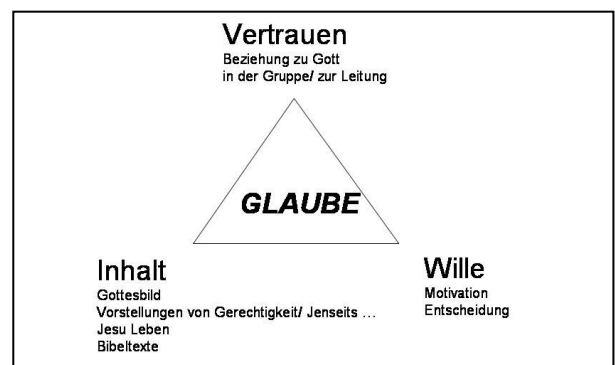 Vertrauen
Beziehung zu Gott
in der Gruppe/ zur Leitung
GLAUBE
Inhalt
Gottesbild
Vorstellungen von Gerechtigkeit/ Jenseits ...
Jesu Leben
Bibeltexte
Wille
Motivation
Entscheidung